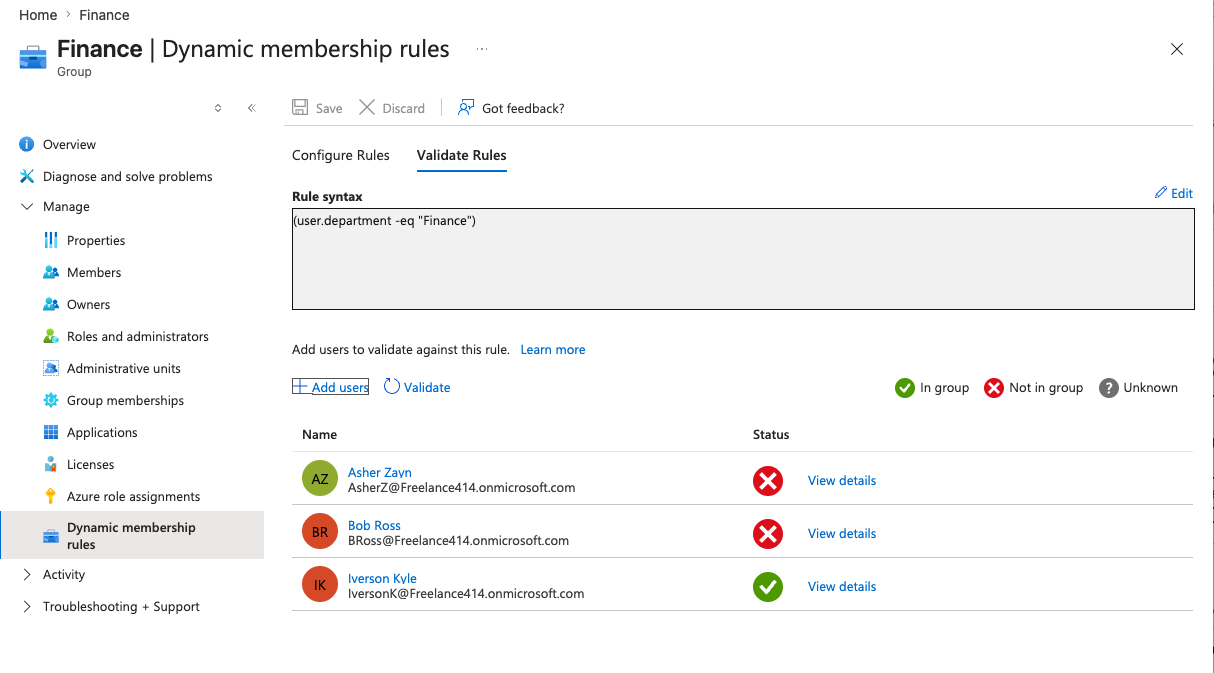 Home > Finance
Finance | Dynamic membership rules ...
Group
Save Discard Got feedback?
Overview
Diagnose and solve problems
Manage
Properties
Members
Owners
Roles and administrators
Administrative units
Group memberships
Applications
Licenses
Azure role assignments
Dynamic membership
rules
Activity
Troubleshooting + Support
Configure Rules Validate Rules
Rule syntax Edit
(user.department -eq "Finance")
Add users to validate against this rule. Learn more
Add users Validate In group Not in group ? Unknown
Name Status
AZ Asher Zayn
AsherZ@Freelance414.onmicrosoft.com View details
BR Bob Ross
BRoss@Freelance414.onmicrosoft.com View details
IK Iverson Kyle
IversonK@Freelance414.onmicrosoft.com View details